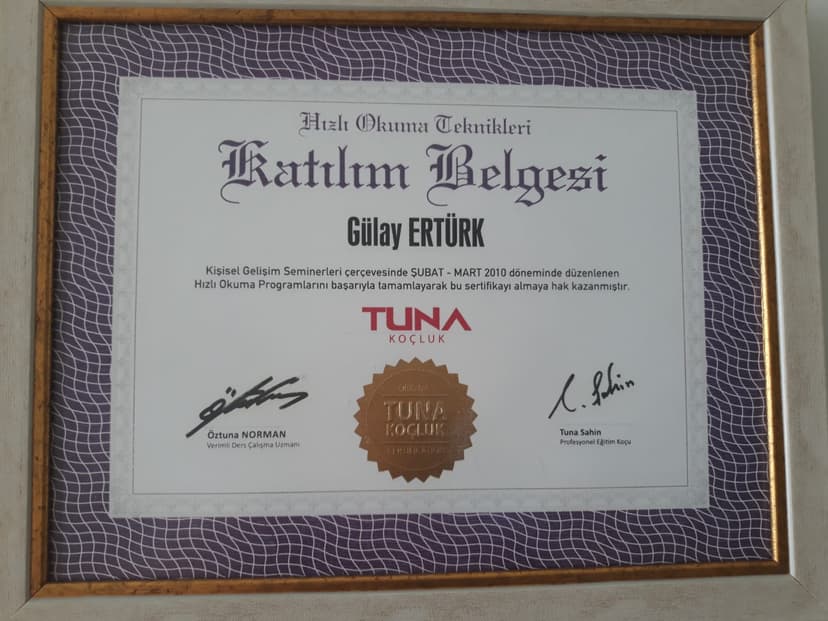 Hızlı Okuma Teknikleri
Katılım Belgesi
Gülay ERTÜRK
Kişisel Gelişim Seminerleri çerçevesinde ŞUBAT - MART 2010 döneminde düzenlenen
Hızlı Okuma Programlarını başarıyla tamamlayarak bu sertifikayı almaya hak kazanmıştır.
TUNA
KOÇLUK
TUNA
KOÇLUK
Öztuna NORMAN
Verimli Ders Çalışma Uzmanı
Tuna Sahin
Profesyonel Eğitim Koçu